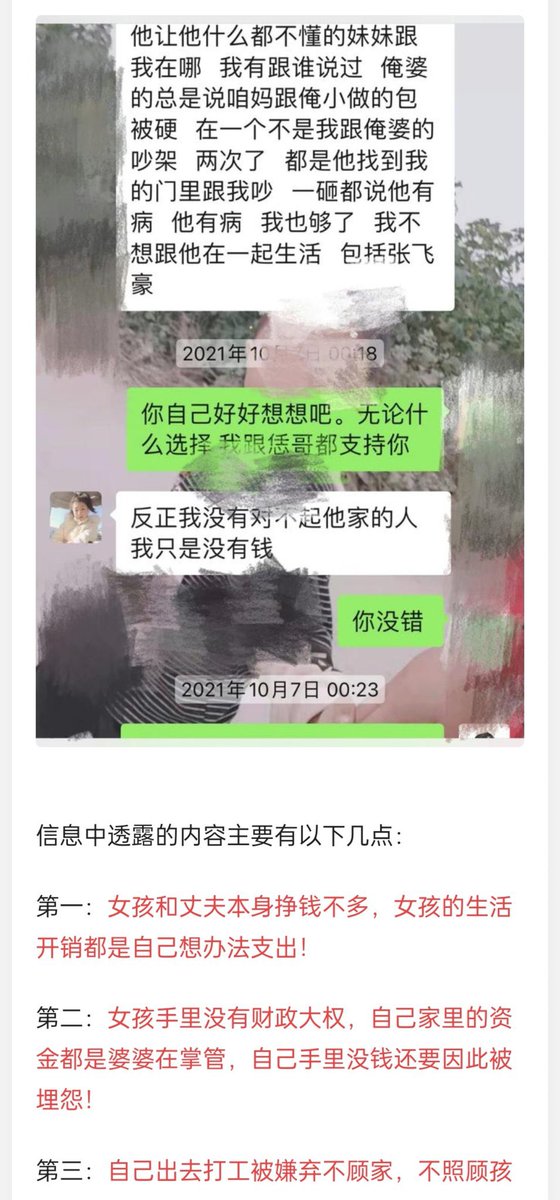 他让他什么都不懂的妹妹跟
我在哪 我有跟谁说过 俺婆
的总是说咱妈跟俺小做的包
被硬 在一个不是我跟俺婆的
吵架 两次了 都是他找到我
的门里跟我吵 一砸都说他有
病 他有病 我也够了 我不
想跟他在一起生活 包括张飞
豪
2021年10月7日 00:18
你自己好好想想吧。无论什
么选择 我跟恁哥都支持你
反正我没有对不起他家的人
我只是没有钱
你没错
2021年10月7日 00:23
信息中透露的内容主要有以下几点：
第一：女孩和丈夫本身挣钱不多，女孩的生活
开销都是自己想办法支出！
第二：女孩手里没有财政大权，自己家里的资
金都是婆婆在掌管，自己手里没钱还要因此被
埋怨！
第三：自己出去打工被嫌弃不顾家，不照顾孩